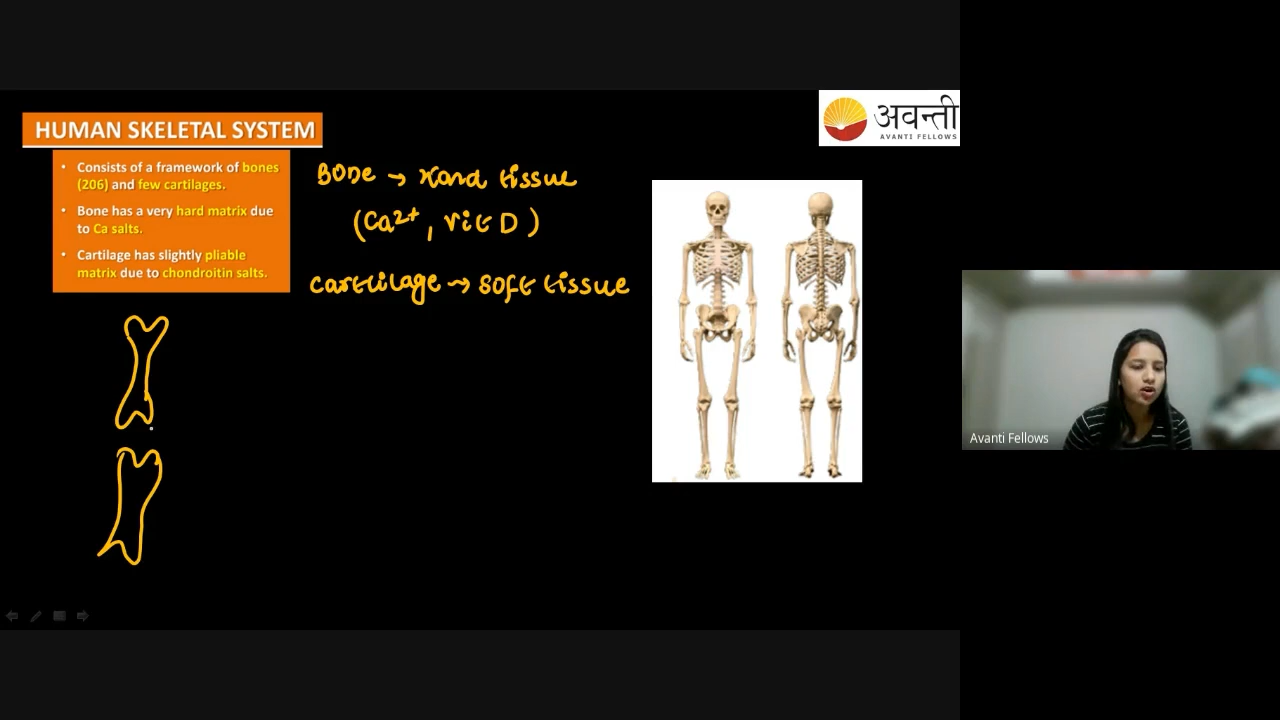 HUMAN SKELETAL SYSTEM
अवन्ती
AVANTI FELLOWS
• Consists of a framework of bones
(206) and few cartilages.
• Bone has a very hard matrix due
to Ca salts.
• Cartilage has slightly pliable
matrix due to chondroitin salts.
Bone → Hard tissue
(Ca2+, Vit D)
Cartilage → Soft tissue
Avanti Fellows